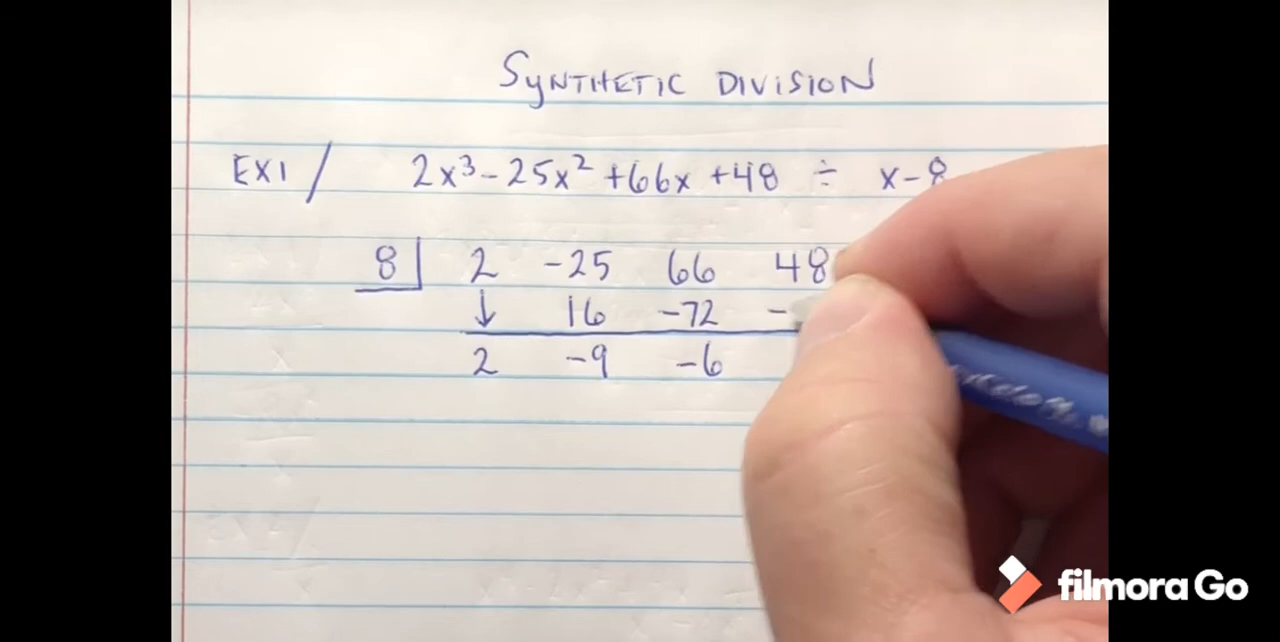 SYNTHETIC DIVISION
EX1 / 2x³ - 25x² + 66x + 48 ÷ x - 8
8 2 -25 66 48
↓ 16 -72 -
2 -9 -6
filmora Go